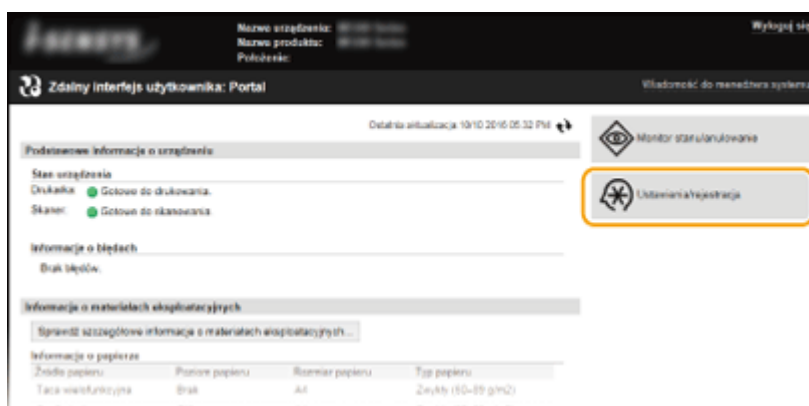 Nazwa urządzenia:
Nazwa produktu:
Położenie:
Wyloguj się
Zdalny interfejs użytkownika: Portal
Wiadomość do menedżera systemu
Ostatnia aktualizacja: 10/10 2016 05:32 PM
Podstawowe informacje o urządzeniu
Stan urządzenia
Drukarka: Gotowe do drukowania.
Skaner: Gotowe do skanowania.
Informacje o błędach
Brak błędów.
Informacje o materiałach eksploatacyjnych
Sprawdź szczegółowe informacje o materiałach eksploatacyjnych...
Informacje o papierze
Źródło papieru Poziom papieru Rozmiar papieru Typ papieru
Taca wielofunkcyjna Brak A4 Zwykły (60-89 g/m2)
Monitor stanu/anulowanie
Ustawienia/rejestracja